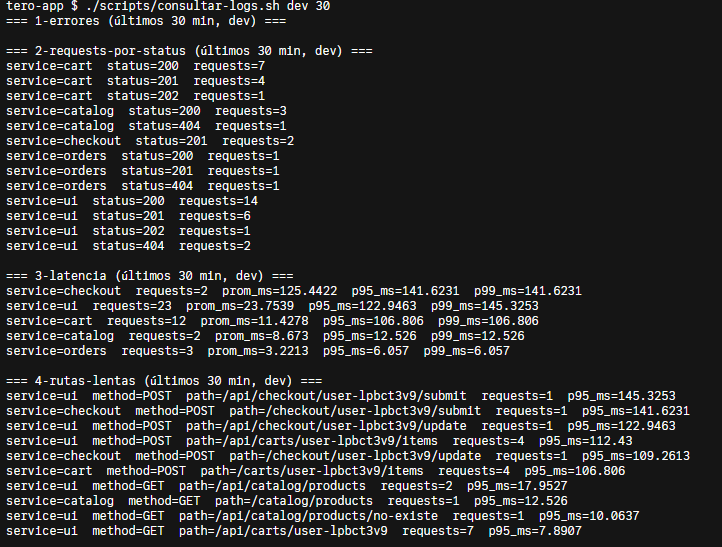 tero-app $ ./scripts/consultar-logs.sh dev 30
=== 1-errores (últimos 30 min, dev) ===
=== 2-requests-por-status (últimos 30 min, dev) ===
service=cart  status=200  requests=7
service=cart  status=201  requests=4
service=cart  status=202  requests=1
service=catalog  status=200  requests=3
service=catalog  status=404  requests=1
service=checkout  status=201  requests=2
service=orders  status=200  requests=1
service=orders  status=201  requests=1
service=orders  status=404  requests=1
service=ui  status=200  requests=14
service=ui  status=201  requests=6
service=ui  status=202  requests=1
service=ui  status=404  requests=2
=== 3-latencia (últimos 30 min, dev) ===
service=checkout  requests=2  prom_ms=125.4422  p95_ms=141.6231  p99_ms=141.6231
service=ui  requests=23  prom_ms=23.7539  p95_ms=122.9463  p99_ms=145.3253
service=cart  requests=12  prom_ms=11.4278  p95_ms=106.806  p99_ms=106.806
service=catalog  requests=2  prom_ms=8.673  p95_ms=12.526  p99_ms=12.526
service=orders  requests=3  prom_ms=3.2213  p95_ms=6.057  p99_ms=6.057
=== 4-rutas-lentas (últimos 30 min, dev) ===
service=ui  method=POST  path=/api/checkout/user-lpbct3v9/submit  requests=1  p95_ms=145.3253
service=checkout  method=POST  path=/checkout/user-lpbct3v9/submit  requests=1  p95_ms=141.6231
service=ui  method=POST  path=/api/checkout/user-lpbct3v9/update  requests=1  p95_ms=122.9463
service=ui  method=POST  path=/api/carts/user-lpbct3v9/items  requests=4  p95_ms=112.43
service=checkout  method=POST  path=/checkout/user-lpbct3v9/update  requests=1  p95_ms=109.2613
service=cart  method=POST  path=/carts/user-lpbct3v9/items  requests=4  p95_ms=106.806
service=ui  method=GET  path=/api/catalog/products  requests=2  p95_ms=17.9527
service=catalog  method=GET  path=/catalog/products  requests=1  p95_ms=12.526
service=ui  method=GET  path=/api/catalog/products/no-existe  requests=1  p95_ms=10.0637
service=ui  method=GET  path=/api/carts/user-lpbct3v9  requests=7  p95_ms=7.8907